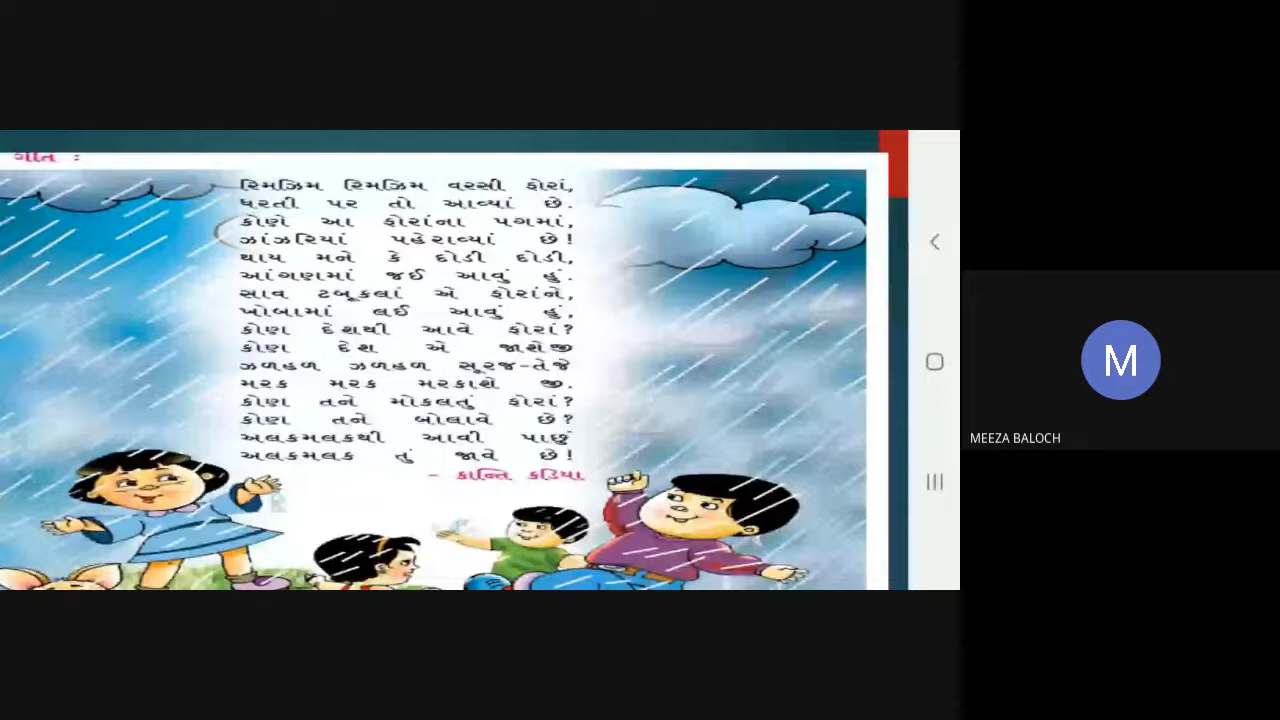 ગીત :
રિમઝિમ રિમઝિમ વરસી ફોરાં,
ધરતી પર તો આવ્યાં છે.
કોણે આ ફોરાંના પગમાં,
ઝાંઝરિયાં પહેરાવ્યાં છે!
થાય મને કે દોડી દોડી,
આંગણમાં જઈ આવું હું.
સાવ ટબૂકલાં એ ફોરાંને,
ખોબામાં લઈ આવું હું,
કોણ દેશથી આવે ફોરાં?
કોણ દેશ એ જાશેજી
ઝળહળ ઝળહળ સૂરજ-તેજે
મરક મરક મરકાશે જી.
કોણ તને મોકલતું ફોરાં?
કોણ તને બોલાવે છે?
અલકમલકથી આવી પાછું
અલકમલક તું જાવે છે!
- કાન્તિ કડિયા
M
MEEZA BALOCH